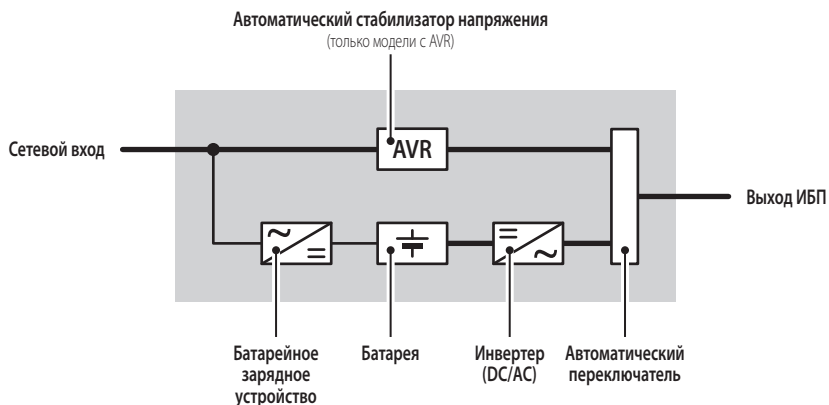 Автоматический стабилизатор напряжения
(только модели с AVR)
AVR
Сетевой вход
Выход ИБП
Батарейное
зарядное
устройство
Батарея
Инвертер
(DC/AC)
Автоматический
переключатель